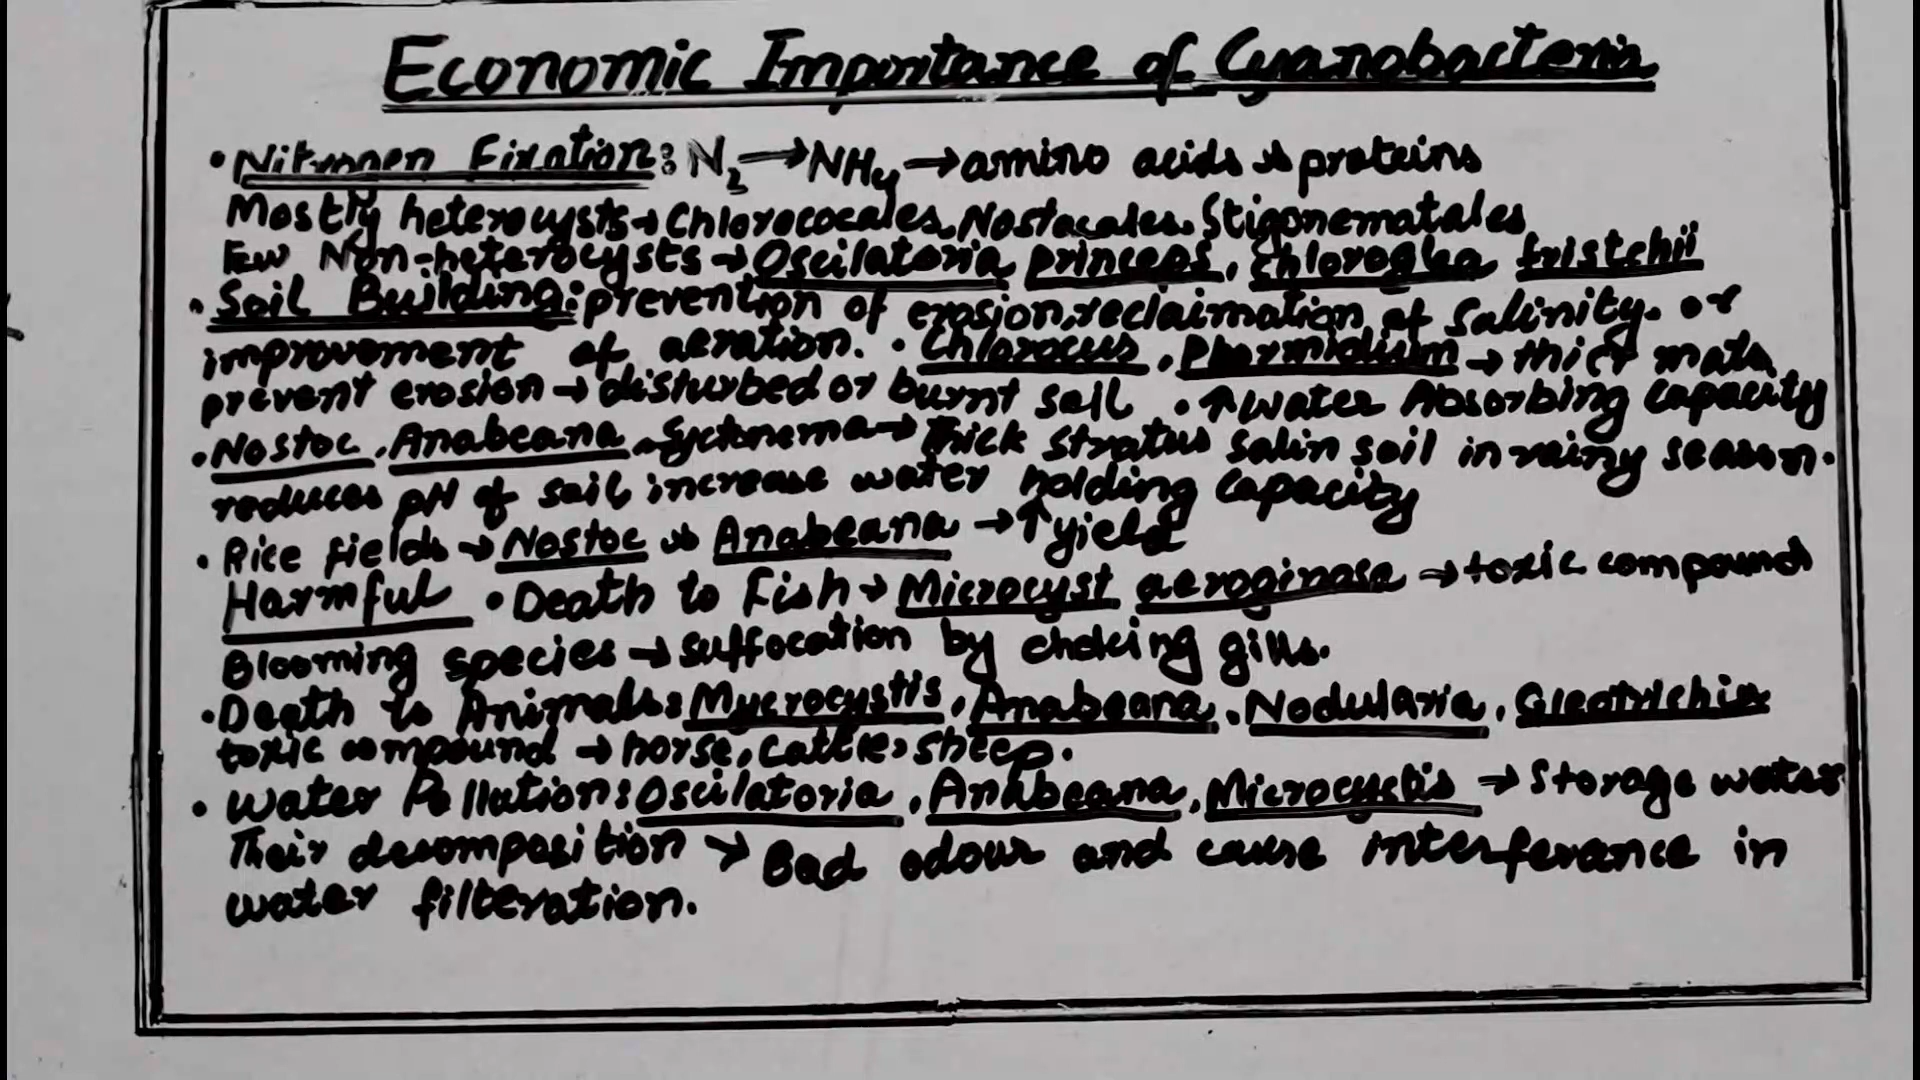 Economic Importance of Cyanobacteria
• Nitrogen Fixation: N2 → NH4 → amino acids → proteins
Mostly heterocysts → Chlorococales, Nostacales, Stigonematales
Few Non-heterocysts → Oscilatoria princeps, Chloroglea fristchii
• Soil Building: prevention of erosion, reclaimation of Salinity. or
improvement of aeration. • Chlorocus, Phormidium → thick mats
prevent erosion → disturbed or burnt soil • ↑ water Absorbing Capacity
• Nostoc, Anabeana, Syctonema → thick Stratus Salin soil in rainy season.
reduces pH of soil increase water holding Capacity
• Rice fields → Nostoc → Anabeana → ↑ yield
Harmful • Death to Fish → Microcyst aeroginosa → toxic compound
Blooming species → suffocation by choking gills.
• Death to Animals: Mycrocystis, Anabeana, Nodularia, Gleotrichia
toxic compound → horse, Cattle, sheep.
• Water Pollution: Oscilatoria, Anabeana, Microcystis → Storage water
Their decomposition → Bad odour and cause interferance in
water filteration.